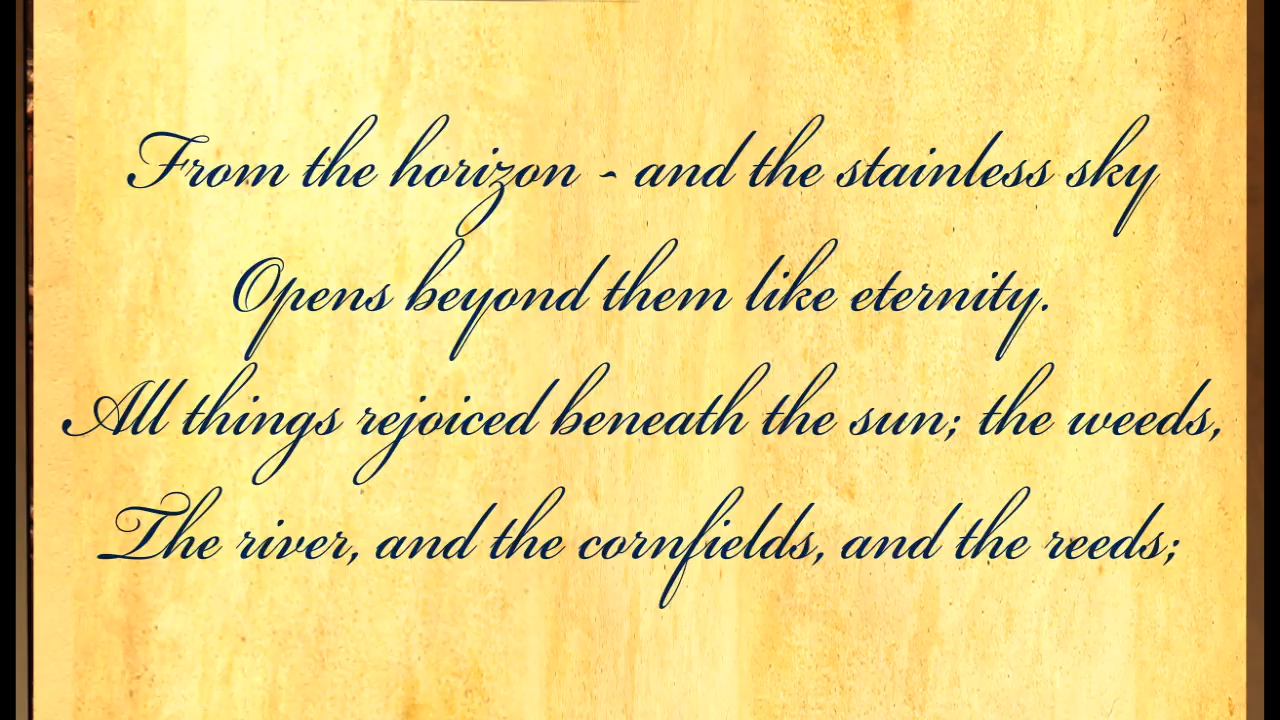 From the horizon - and the stainless sky
Opens beyond them like eternity.
All things rejoiced beneath the sun; the weeds,
The river, and the cornfields, and the reeds;